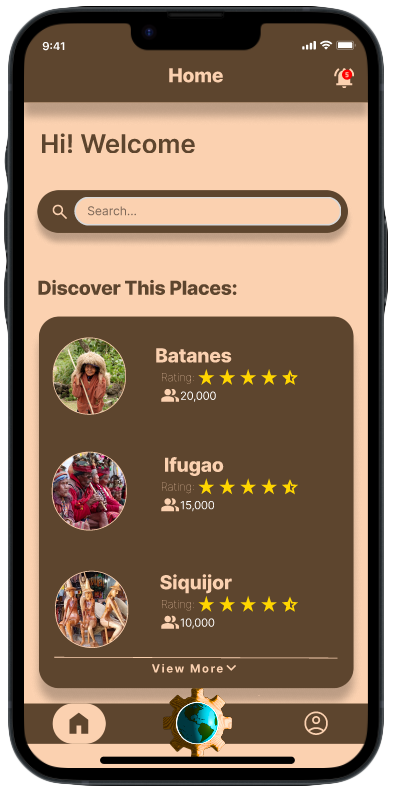 9:41
Home
5
Hi! Welcome
Search...
Discover This Places:
Batanes
Rating:
20,000
Ifugao
Rating:
15,000
Siquijor
Rating:
10,000
View More